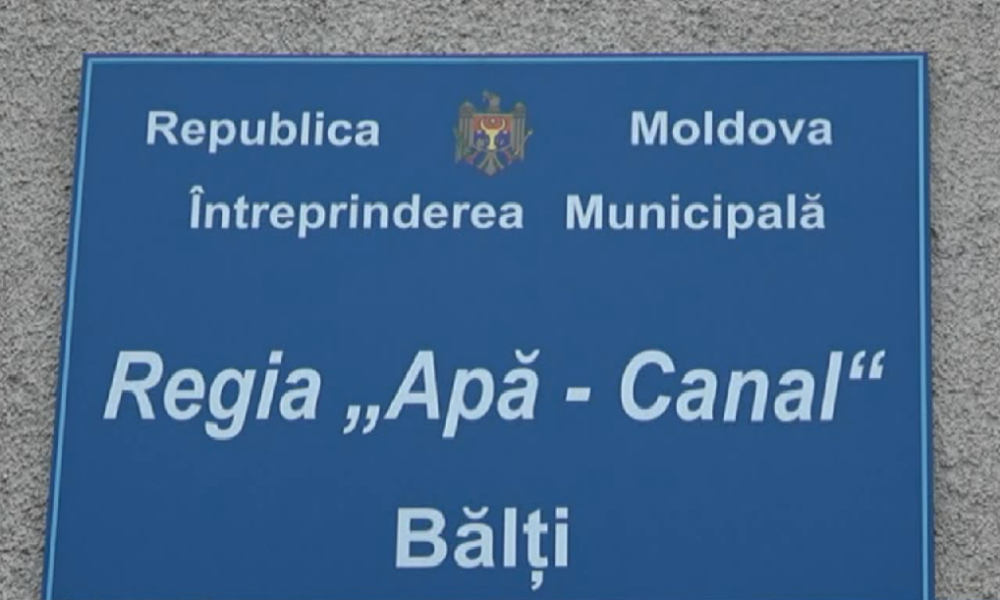 Republica Moldova
Întreprinderea Municipală
Regia „Apă - Canal“
Bălți